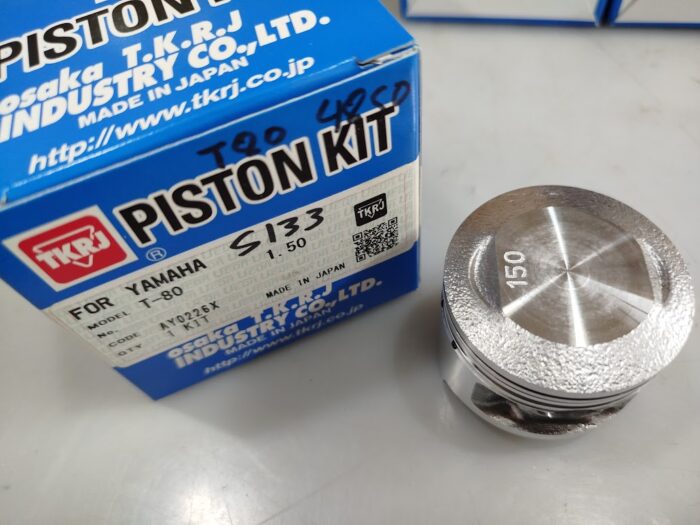 PISTON KIT
osaka T.K.R.J
INDUSTRY CO.,LTD.
MADE IN JAPAN
http://www.tkrj.co.jp
T80 4850
TKRJ
®
PISTON KIT
FOR YAMAHA S133
MODEL T-80 1.50
No.
CODE AY0226X MADE IN JAPAN
QTY 1 KIT
TKRJ
osaka T.K.R.J
INDUSTRY CO.,LTD.
MADE IN JAPAN
http://www.tkrj.co.jp
150